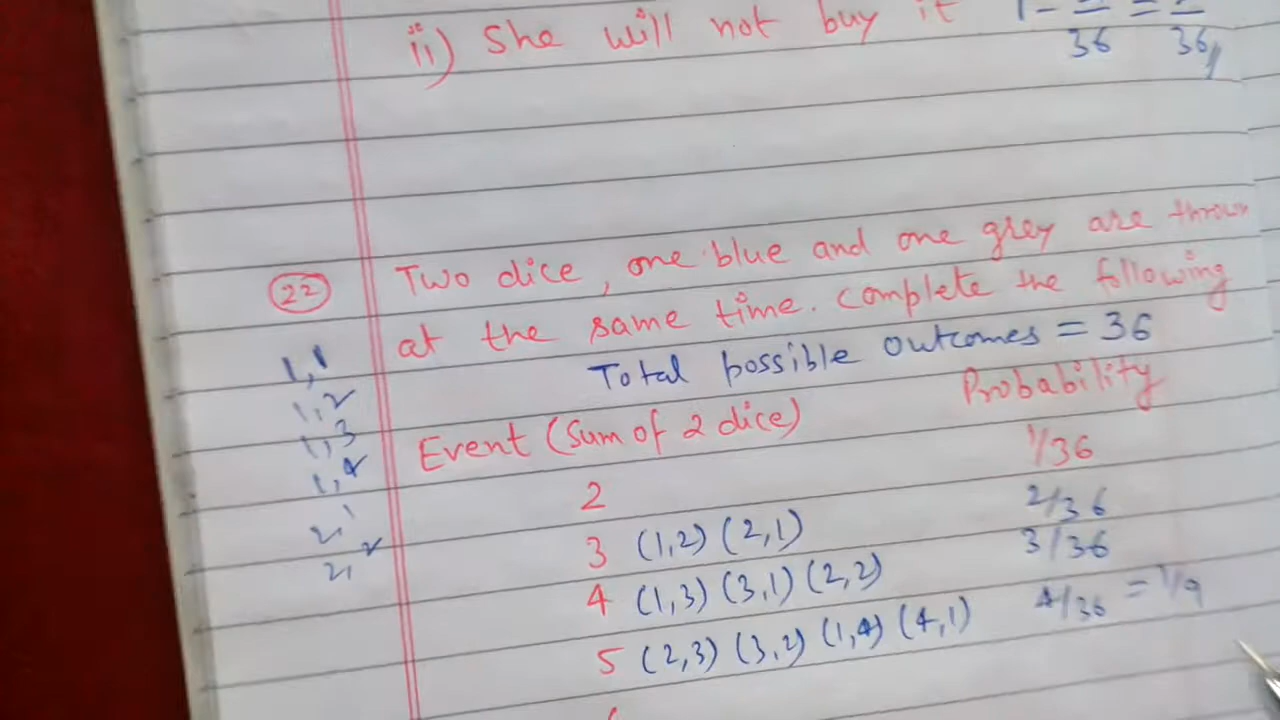 ii) She will not buy it 1 - = 
36 36
22 Two dice, one blue and one grey are thrown
at the same time. Complete the following
Total possible outcomes = 36
Event (Sum of 2 dice) Probability
2 1/36
3 (1,2) (2,1) 2/36
4 (1,3) (3,1) (2,2) 3/36
5 (2,3) (3,2) (1,4) (4,1) 4/36 = 1/9
1,1
1,2
1,3
1,4
2,1
2,2